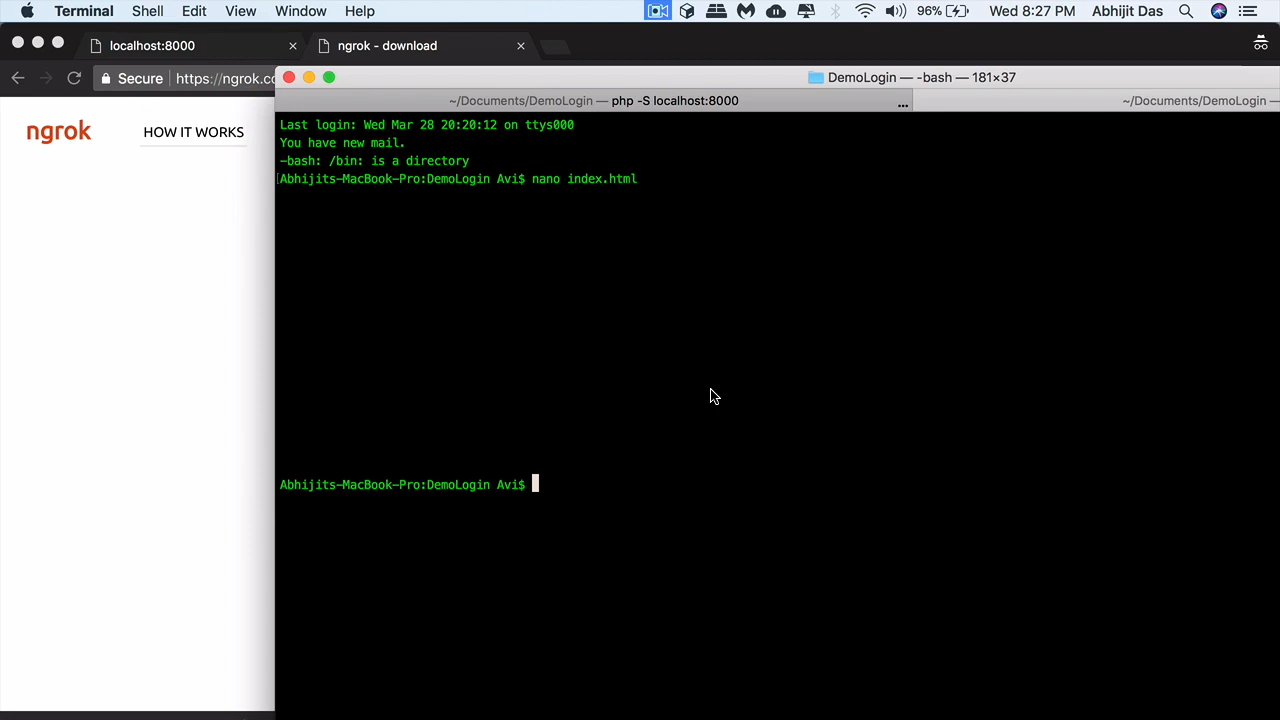 Terminal Shell Edit View Window Help 96% Wed 8:27 PM Abhijit Das
localhost:8000 × ngrok - download ×
Secure https://ngrok.co
DemoLogin — -bash — 181×37
~/Documents/DemoLogin — php -S localhost:8000 ... ~/Documents/DemoLogin —
ngrok HOW IT WORKS
Last login: Wed Mar 28 20:20:12 on ttys000
You have new mail.
-bash: /bin: is a directory
[Abhijits-MacBook-Pro:DemoLogin Avi$ nano index.html
Abhijits-MacBook-Pro:DemoLogin Avi$